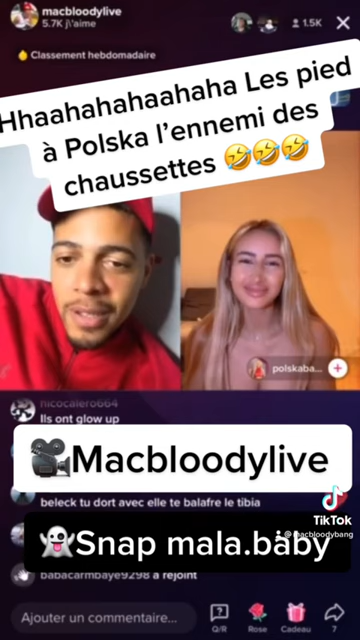 macbloodylive
5.7K j\'aime
1.5K
Classement hebdomadaire
Hhaahahahaahaha Les pied
à Polska l'ennemi des
chaussettes 🤣🤣🤣
polskaba...
nicocalero664
Ils ont glow up
🎥Macbloodylive
beleck tu dort avec elle te balafre le tibia
TikTok
@macbloodybang
👻Snap mala.baby
babacarmbaye9298 a rejoint
Ajouter un commentaire...
Q/R
Rose
Cadeau
7